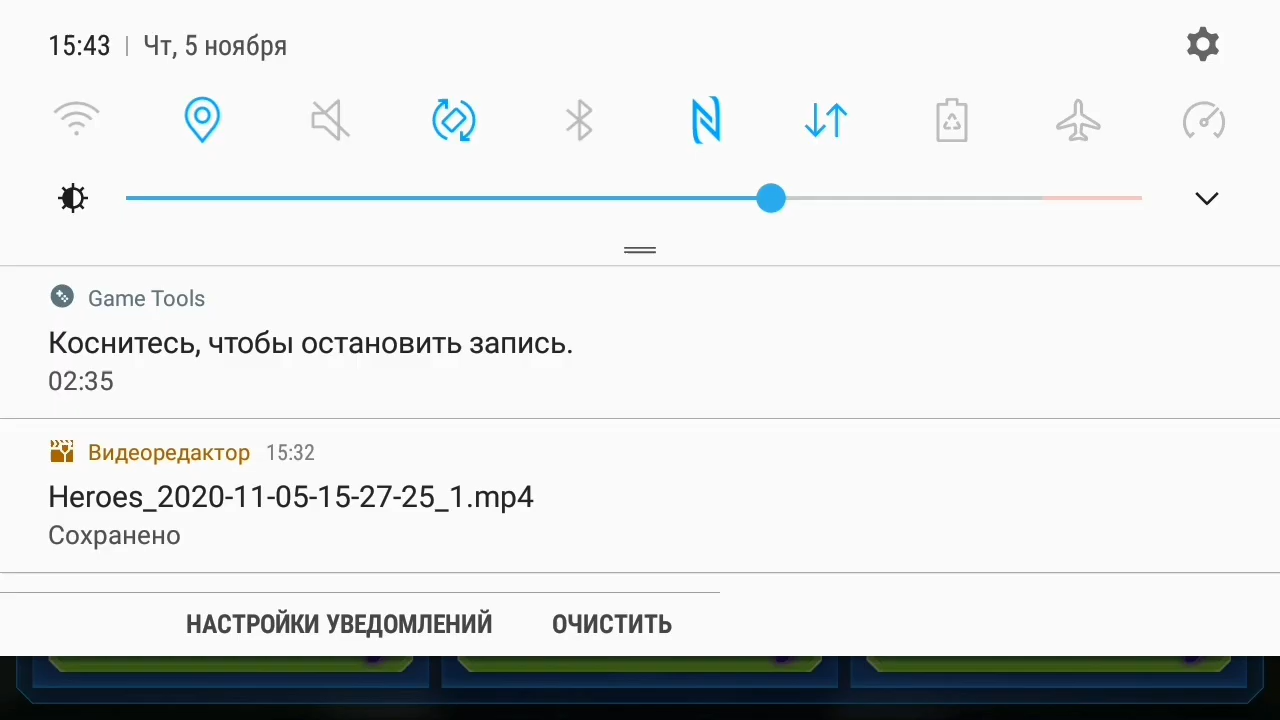 15:43 | Чт, 5 ноября
Game Tools
Коснитесь, чтобы остановить запись.
02:35
Видеоредактор 15:32
Heroes_2020-11-05-15-27-25_1.mp4
Сохранено
НАСТРОЙКИ УВЕДОМЛЕНИЙ ОЧИСТИТЬ